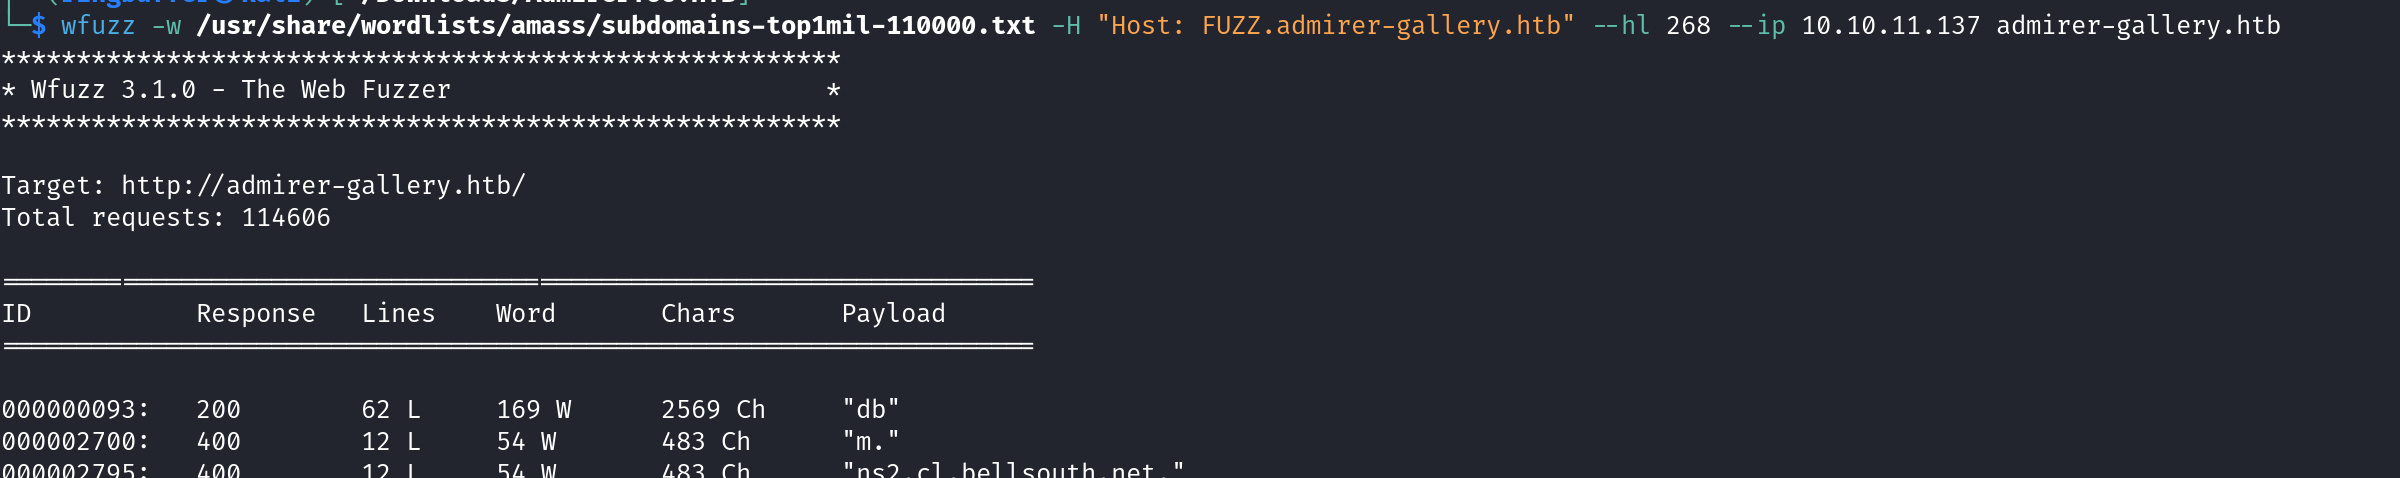 └─$ wfuzz -w /usr/share/wordlists/amass/subdomains-top1mil-110000.txt -H "Host: FUZZ.admirer-gallery.htb" --hl 268 --ip 10.10.11.137 admirer-gallery.htb
********************************************************
* Wfuzz 3.1.0 - The Web Fuzzer                         *
********************************************************
Target: http://admirer-gallery.htb/
Total requests: 114606
=====================================================================
ID           Response   Lines    Word       Chars       Payload
=====================================================================
000000093:   200        62 L     169 W      2569 Ch     "db"
000002700:   400        12 L     54 W       483 Ch      "m."
000002795:   400        12 L     54 W       483 Ch      "ns2.cl.bellsouth.net."